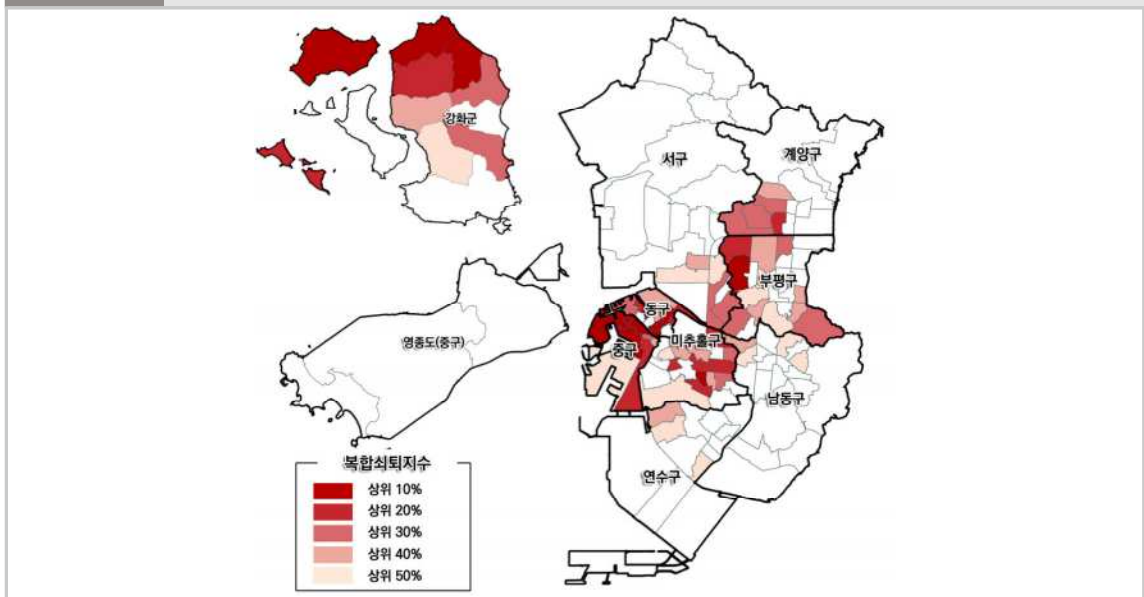 강화군
서구
계양구
부평구
동구
미추홀구
중구
영종도(중구)
남동구
연수구
복합쇠퇴지수
상위 10%
상위 20%
상위 30%
상위 40%
상위 50%